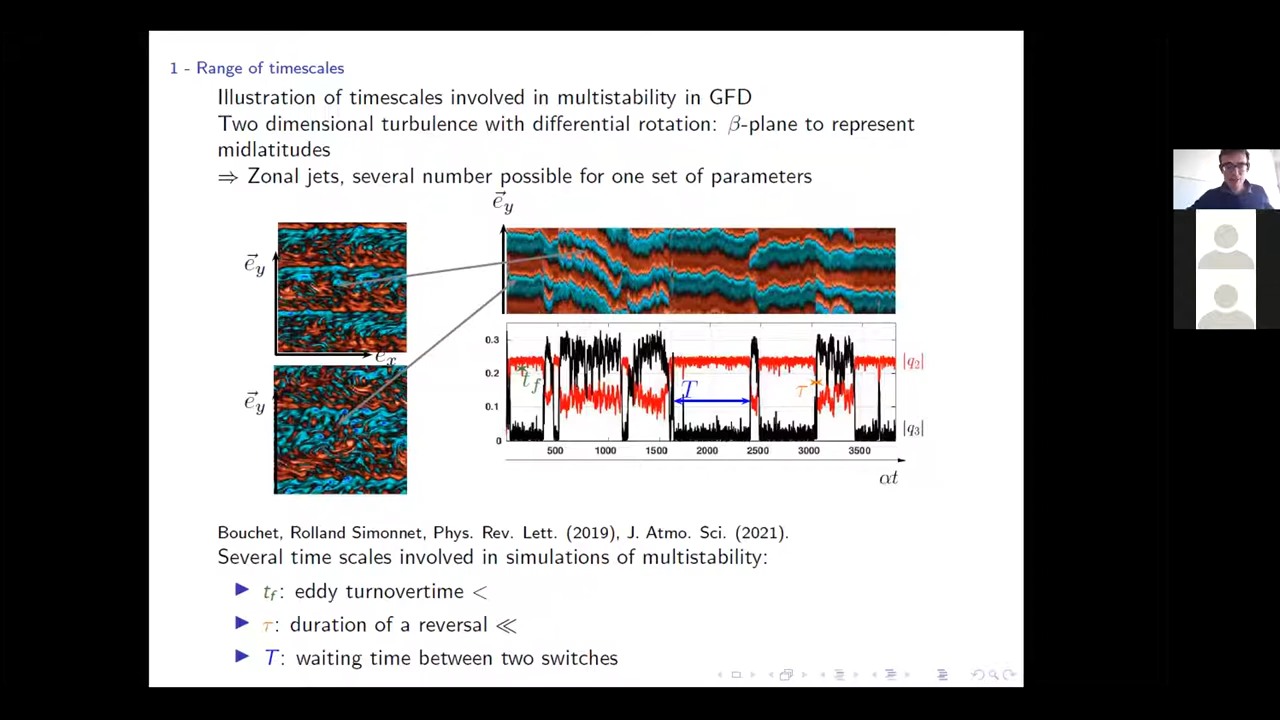 1 - Range of timescales
Illustration of timescales involved in multistability in GFD
Two dimensional turbulence with differential rotation: β-plane to represent
midlatitudes
⇒ Zonal jets, several number possible for one set of parameters
e⃗_y
e⃗_y
e_x
e⃗_y
0.3
0.2
0.1
0
t_f
T
τ
|q₂|
|q₃|
500 1000 1500 2000 2500 3000 3500
αt
Bouchet, Rolland Simonnet, Phys. Rev. Lett. (2019), J. Atmo. Sci. (2021).
Several time scales involved in simulations of multistability:
▶ t_f: eddy turnovertime <
▶ τ: duration of a reversal ≪
▶ T: waiting time between two switches